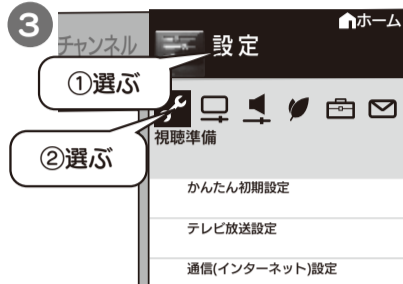 3
チャンネル
設定
ホーム
①選ぶ
②選ぶ
視聴準備
かんたん初期設定
テレビ放送設定
通信(インターネット)設定